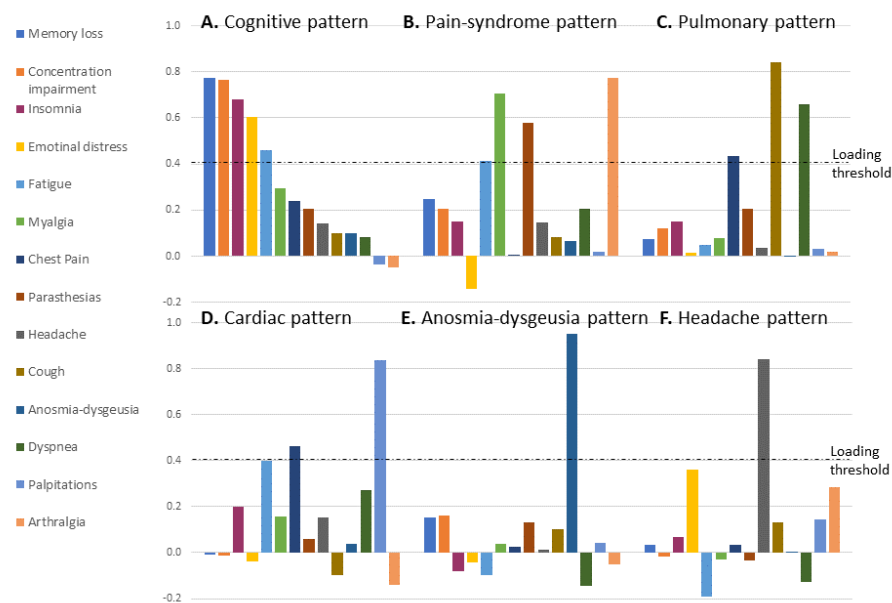 Memory loss
Concentration
impairment
Insomnia
Emotinal distress
Fatigue
Myalgia
Chest Pain
Parasthesias
Headache
Cough
Anosmia-dysgeusia
Dyspnea
Palpitations
Arthralgia
A. Cognitive pattern
B. Pain-syndrome pattern
C. Pulmonary pattern
1.0
0.8
0.6
0.4
0.2
0.0
-0.2
Loading
threshold
D. Cardiac pattern
E. Anosmia-dysgeusia pattern
F. Headache pattern
1.0
0.8
0.6
0.4
0.2
0.0
-0.2
Loading
threshold